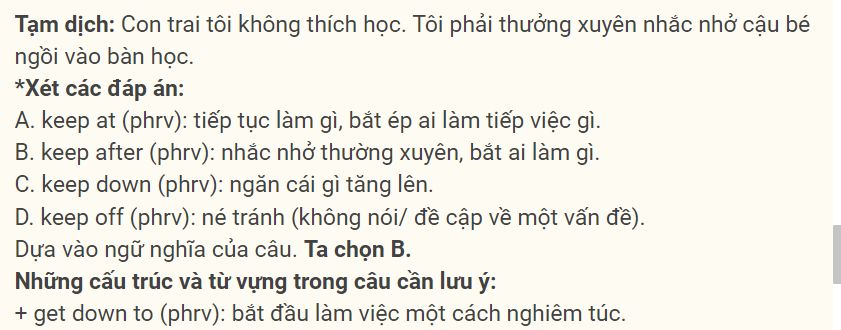 Tạm dịch: Con trai tôi không thích học. Tôi phải thưởng xuyên nhắc nhở cậu bé
ngồi vào bàn học.
*Xét các đáp án:
A. keep at (phrv): tiếp tục làm gì, bắt ép ai làm tiếp việc gì.
B. keep after (phrv): nhắc nhở thường xuyên, bắt ai làm gì.
C. keep down (phrv): ngăn cái gì tăng lên.
D. keep off (phrv): né tránh (không nói/ đề cập về một vấn đề).
Dựa vào ngữ nghĩa của câu. Ta chọn B.
Những cấu trúc và từ vựng trong câu cần lưu ý:
+ get down to (phrv): bắt đầu làm việc một cách nghiêm túc.